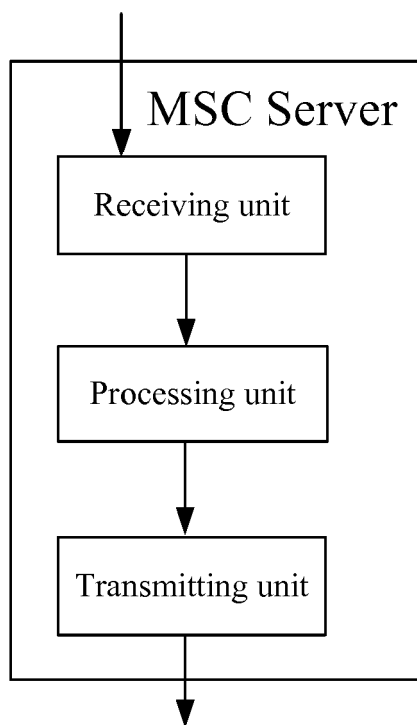 MSC Server
Receiving unit
Processing unit
Transmitting unit